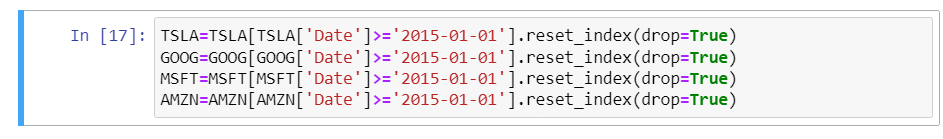 In [17]: TSLA=TSLA[TSLA['Date']>='2015-01-01'].reset_index(drop=True)
GOOG=GOOG[GOOG['Date']>='2015-01-01'].reset_index(drop=True)
MSFT=MSFT[MSFT['Date']>='2015-01-01'].reset_index(drop=True)
AMZN=AMZN[AMZN['Date']>='2015-01-01'].reset_index(drop=True)